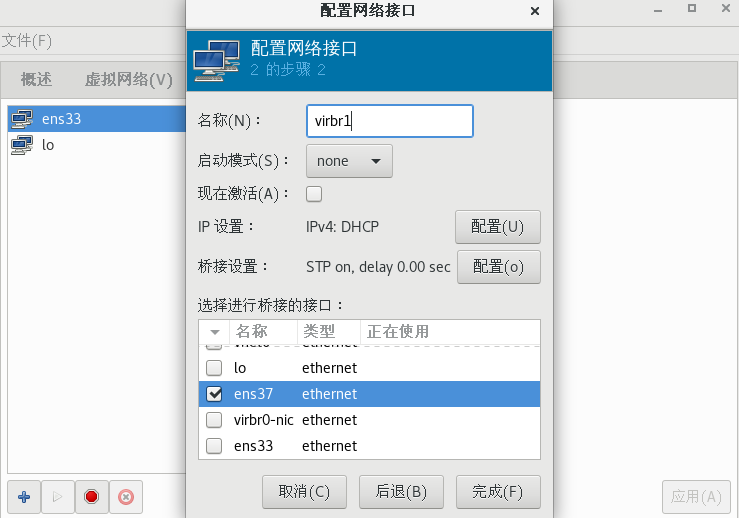 配置网络接口
文件(F)
概述 虚拟网络(V)
ens33
lo
配置网络接口
2 的步骤 2
名称(N)： virbr1
启动模式(S)： none
现在激活(A)：
IP 设置： IPv4: DHCP 配置(U)
桥接设置： STP on, delay 0.00 sec 配置(o)
选择进行桥接的接口：
名称 类型 正在使用
ethernet
lo ethernet
ens37 ethernet
virbr0-nic ethernet
ens33 ethernet
取消(C) 后退(B) 完成(F)
应用(A)